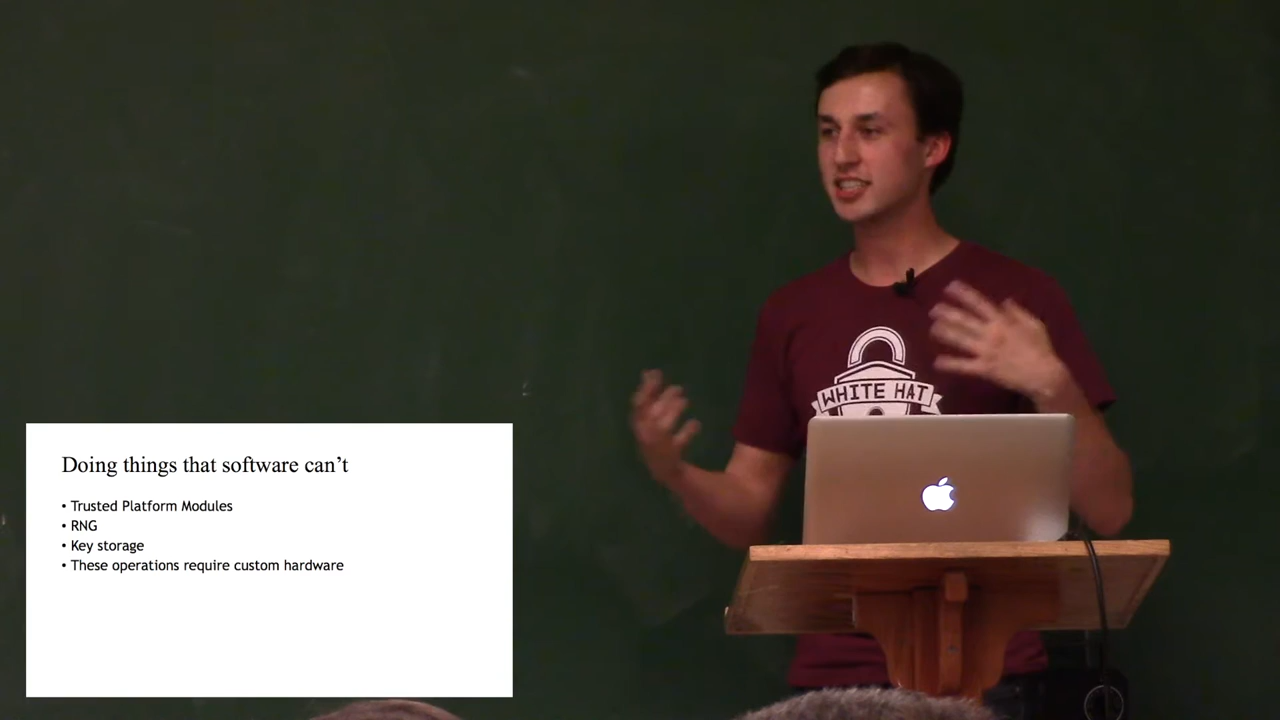 Doing things that software can't
• Trusted Platform Modules
• RNG
• Key storage
• These operations require custom hardware
WHITE HAT